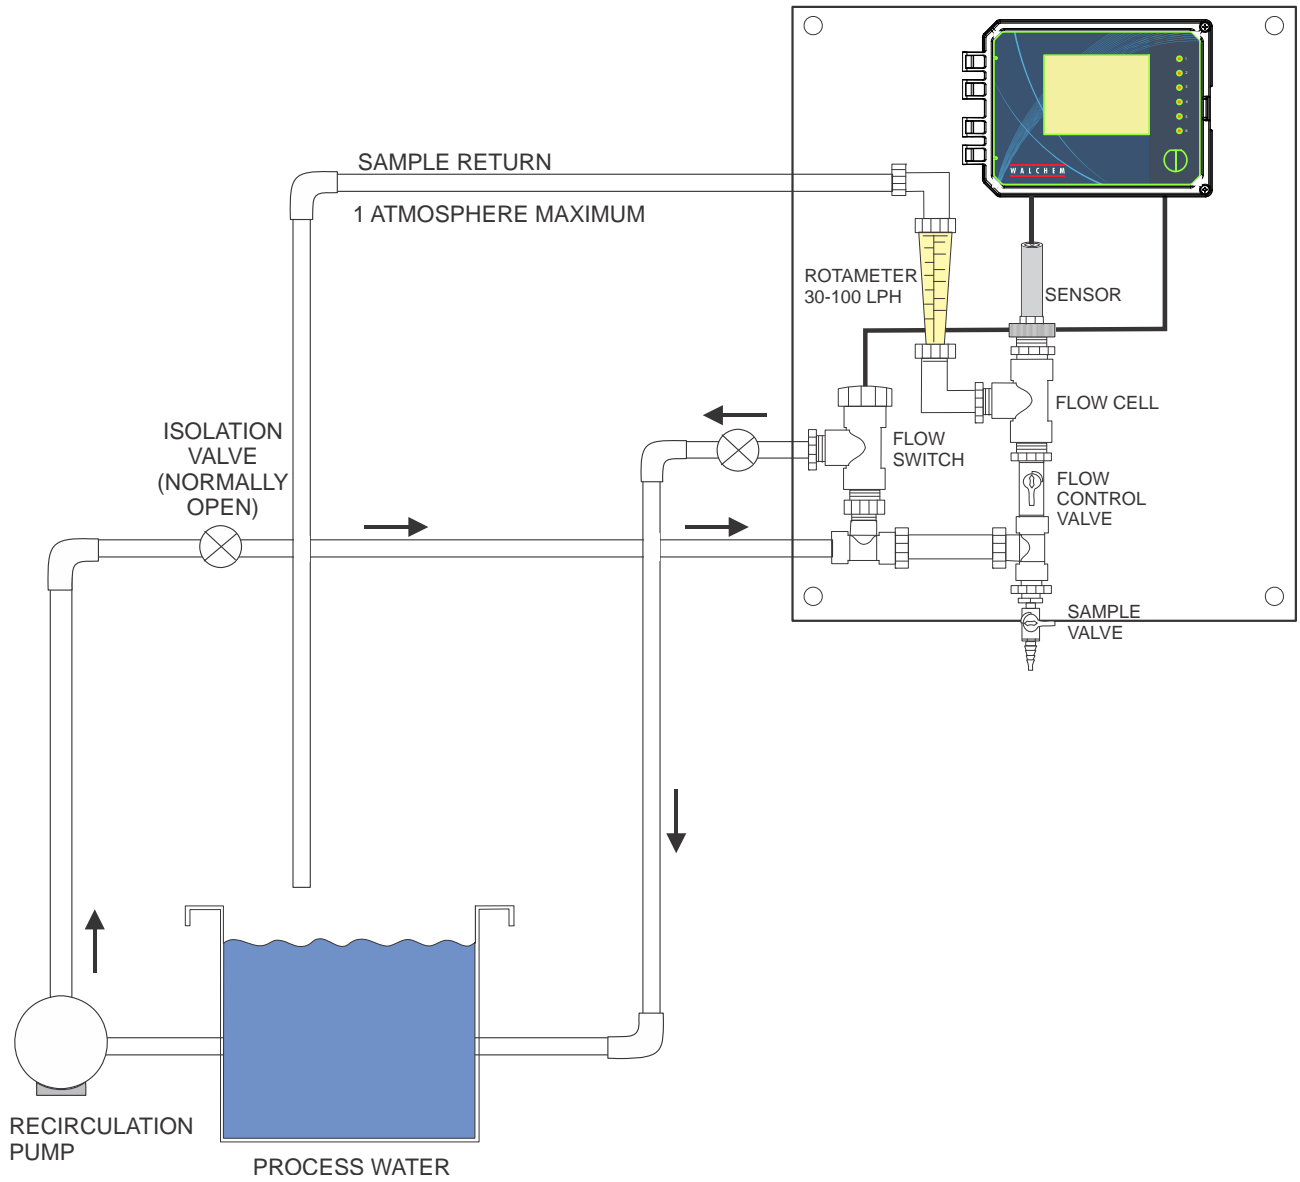 WALCHEM
SAMPLE RETURN
1 ATMOSPHERE MAXIMUM
ROTAMETER
30-100 LPH
SENSOR
FLOW CELL
ISOLATION
VALVE
(NORMALLY
OPEN)
FLOW
SWITCH
FLOW
CONTROL
VALVE
SAMPLE
VALVE
RECIRCULATION
PUMP
PROCESS WATER